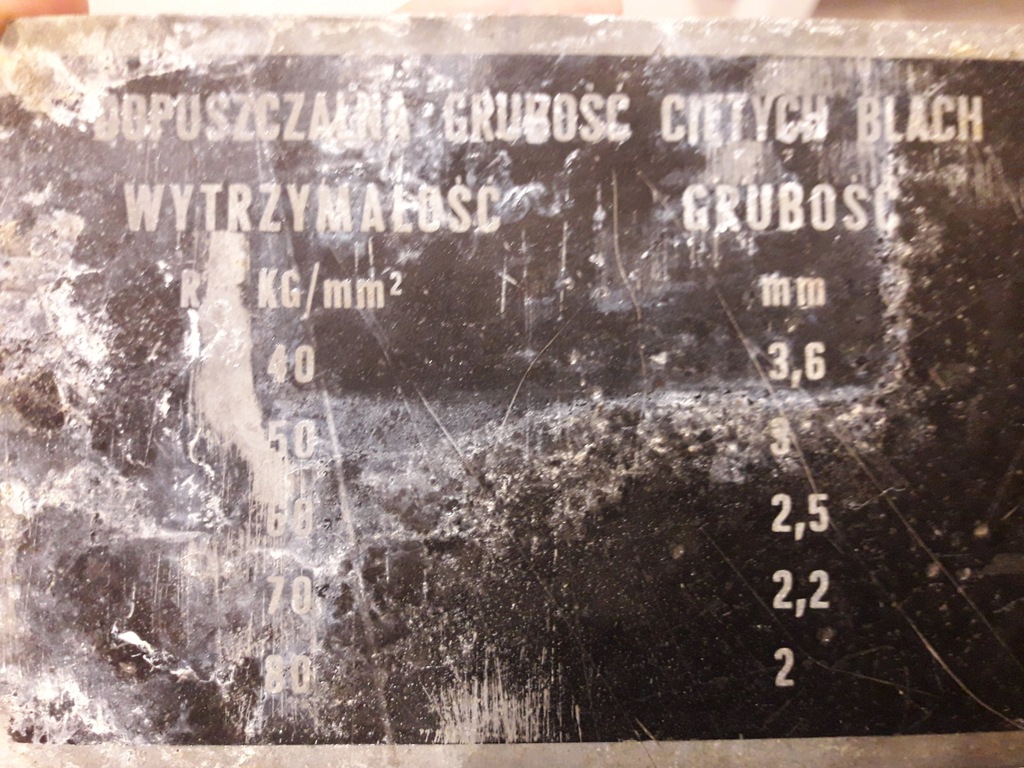 DOPUSZCZALNA GRUBOŚĆ CIĘTYCH BLACH
WYTRZYMAŁOŚĆ GRUBOŚĆ
R KG/mm² mm
40 3,6
50 3
60 2,5
70 2,2
80 2